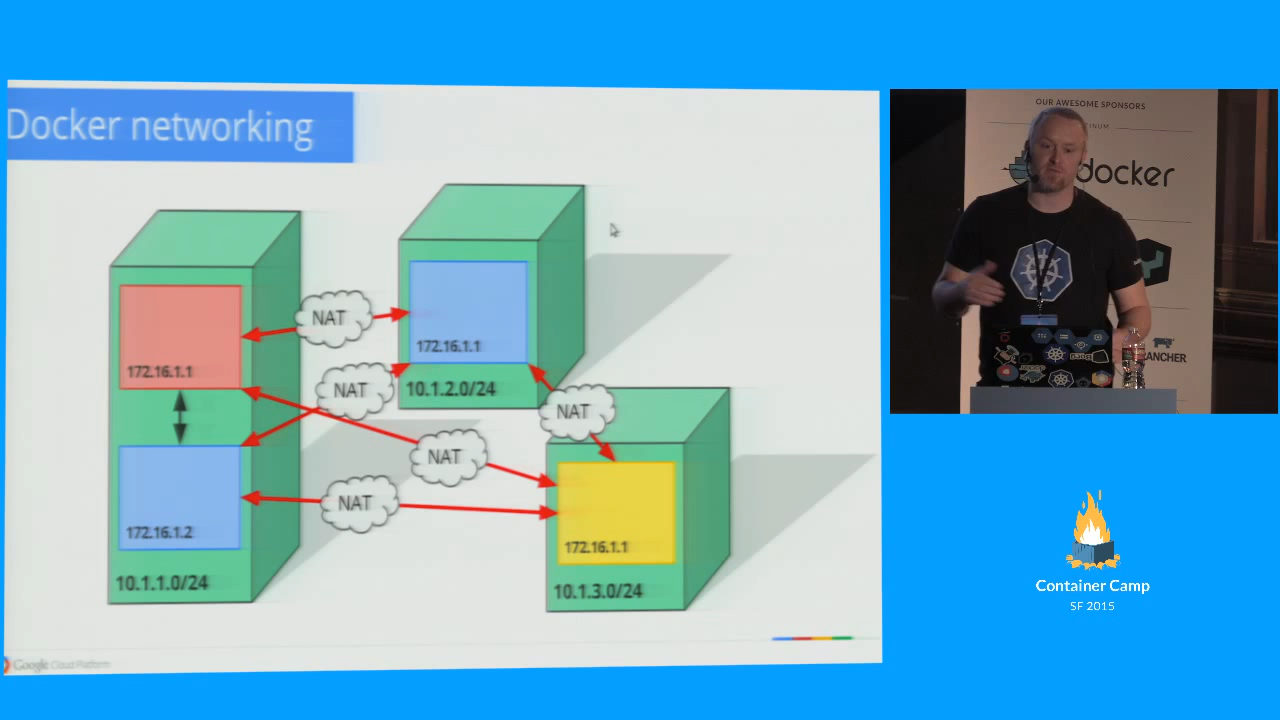 Docker networking
172.16.1.1
172.16.1.2
10.1.1.0/24
NAT
NAT
NAT
NAT
NAT
172.16.1.1
10.1.2.0/24
172.16.1.1
10.1.3.0/24
Google Cloud Platform
OUR AWESOME SPONSORS
docker
Container Camp
SF 2015